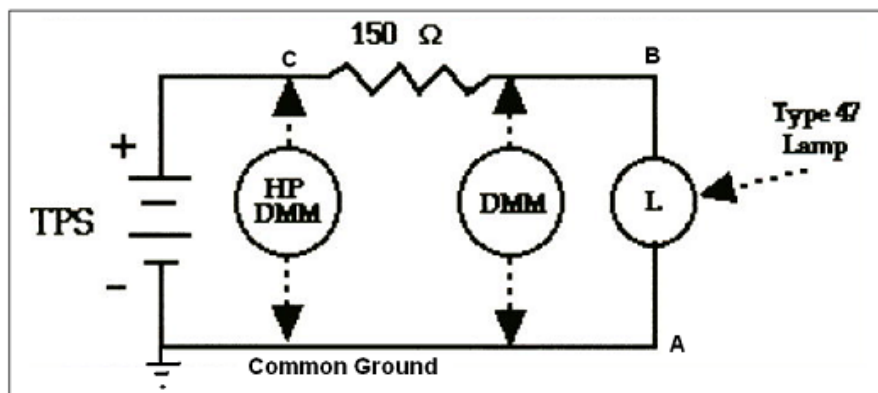 150 Ω
C
B
Type 47
Lamp
+
HP
DMM
DMM
L
TPS
-
A
Common Ground